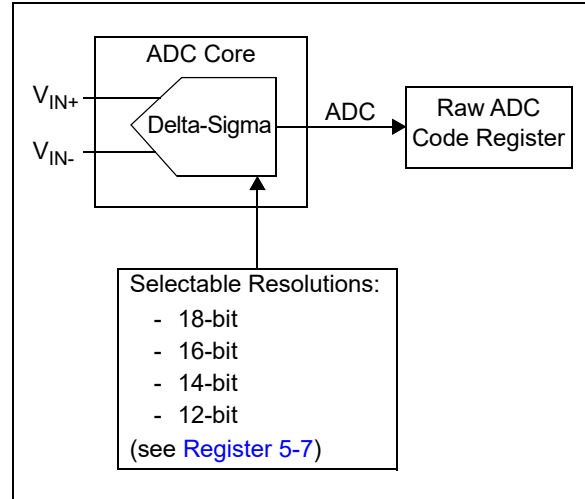 ADC Core
VIN+
VIN-
Delta-Sigma
ADC
Raw ADC
Code Register
Selectable Resolutions:
- 18-bit
- 16-bit
- 14-bit
- 12-bit
(see Register 5-7)